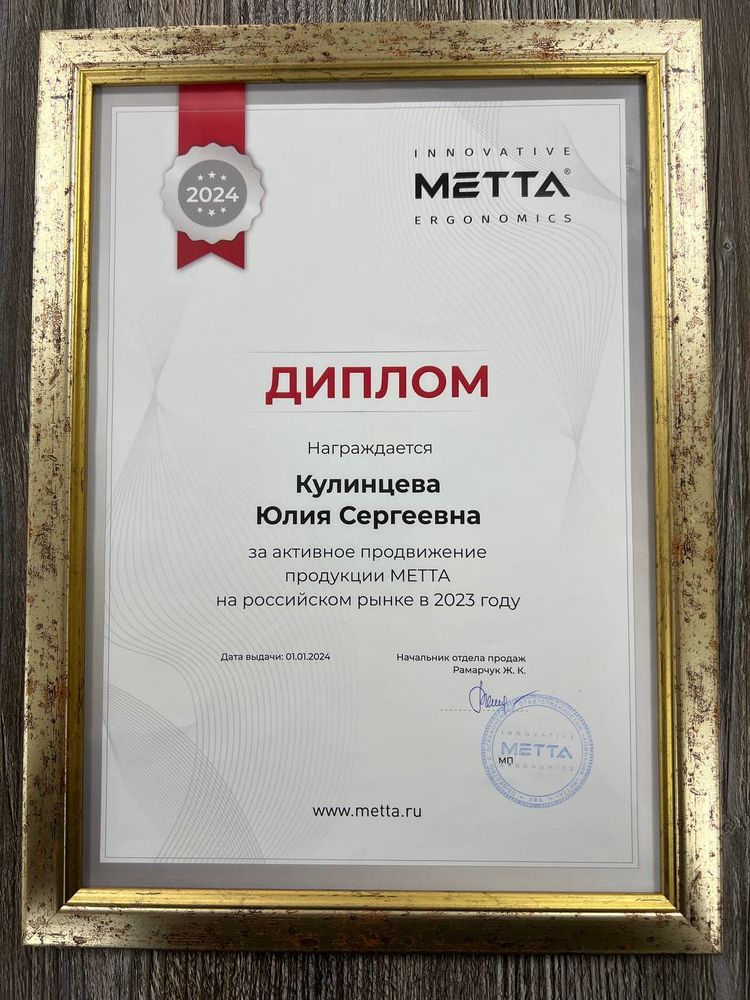 2024
INNOVATIVE
METTA®
ERGONOMICS
ДИПЛОМ
Награждается
Кулинцева
Юлия Сергеевна
за активное продвижение
продукции МЕТТА
на российском рынке в 2023 году
Дата выдачи: 01.01.2024
Начальник отдела продаж
Рамарчук Ж. К.
INNOVATIVE
METTA
МП
ERGONOMICS
УФА
www.metta.ru